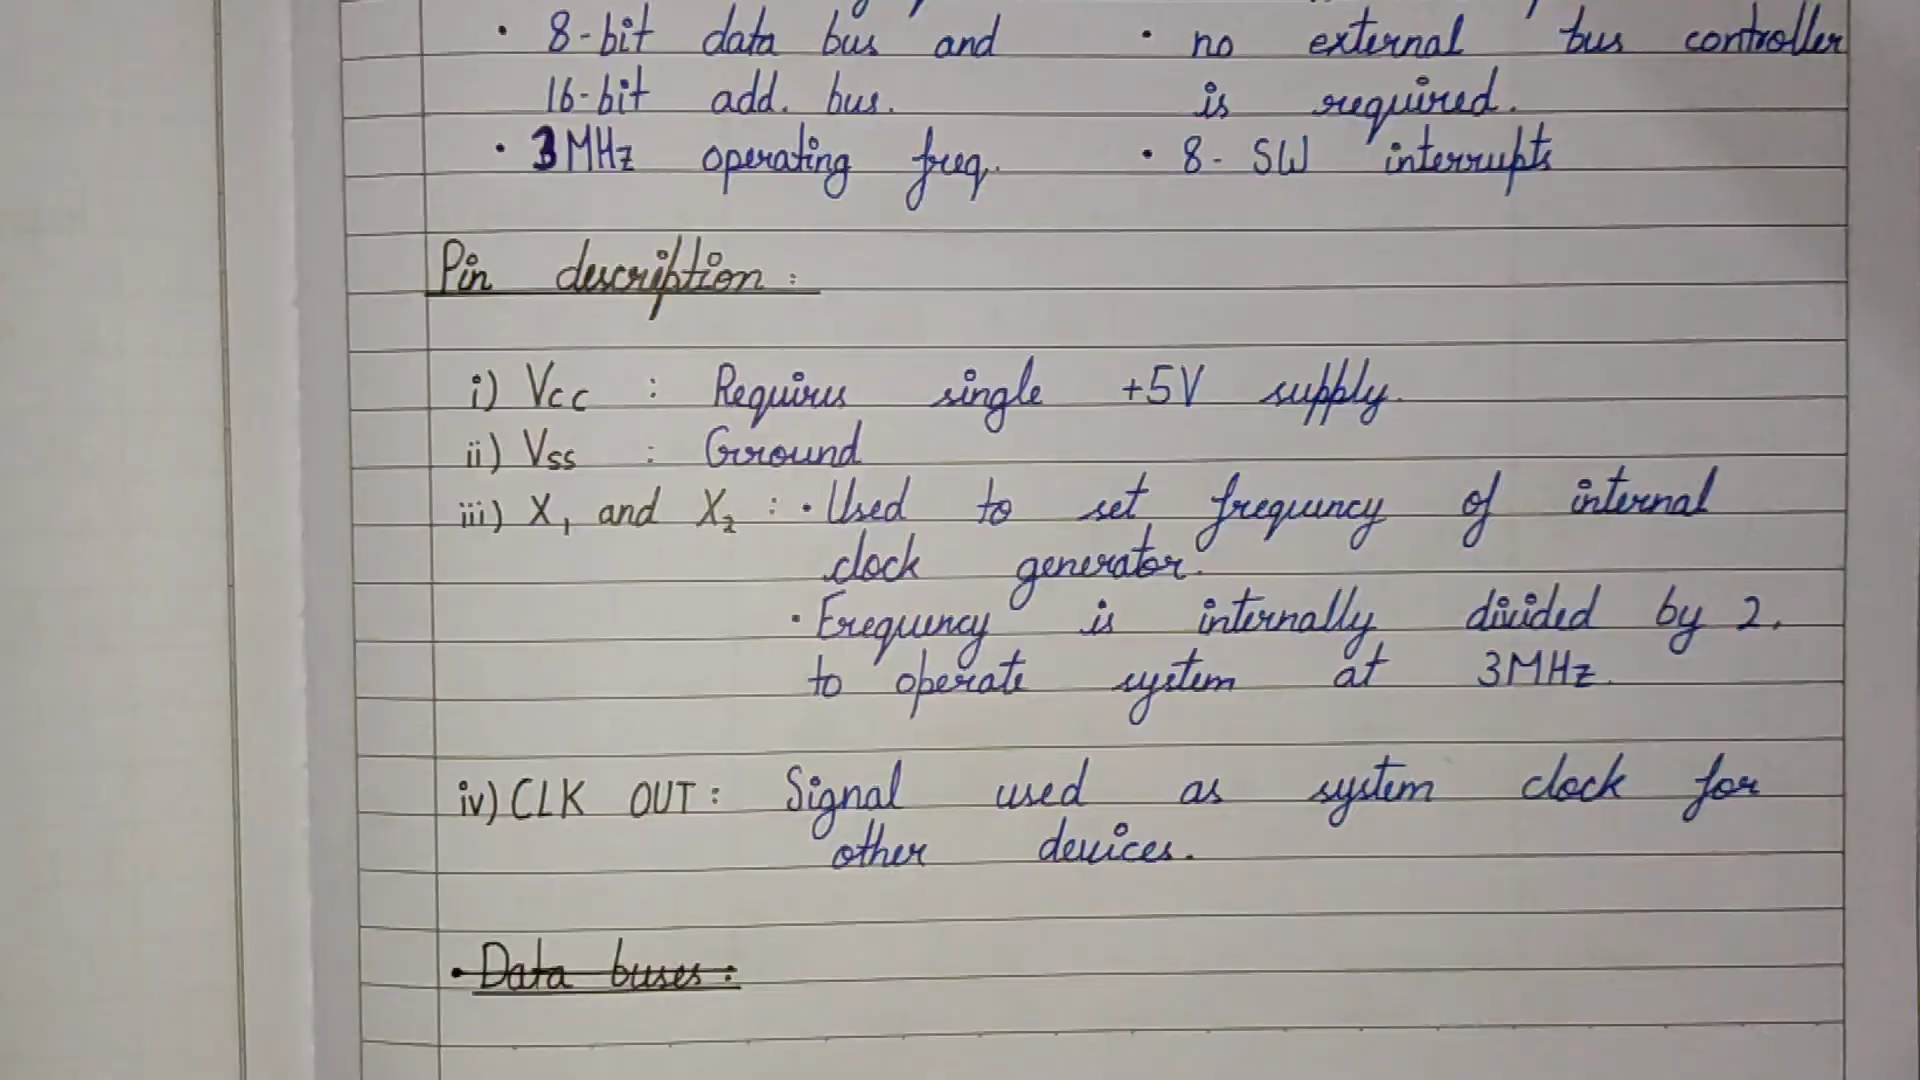 • 8-bit data bus and • no external bus controller
16-bit add. bus. is required.
• 3MHz operating freq. • 8- SW interrupts
Pin description :
i) Vcc : Requires single +5V supply.
ii) Vss : Ground
iii) X₁ and X₂ : • Used to set frequency of internal
clock generator.
• Frequency is internally divided by 2.
to operate system at 3MHz.
iv) CLK OUT : Signal used as system clock for
other devices.
• Data buses :